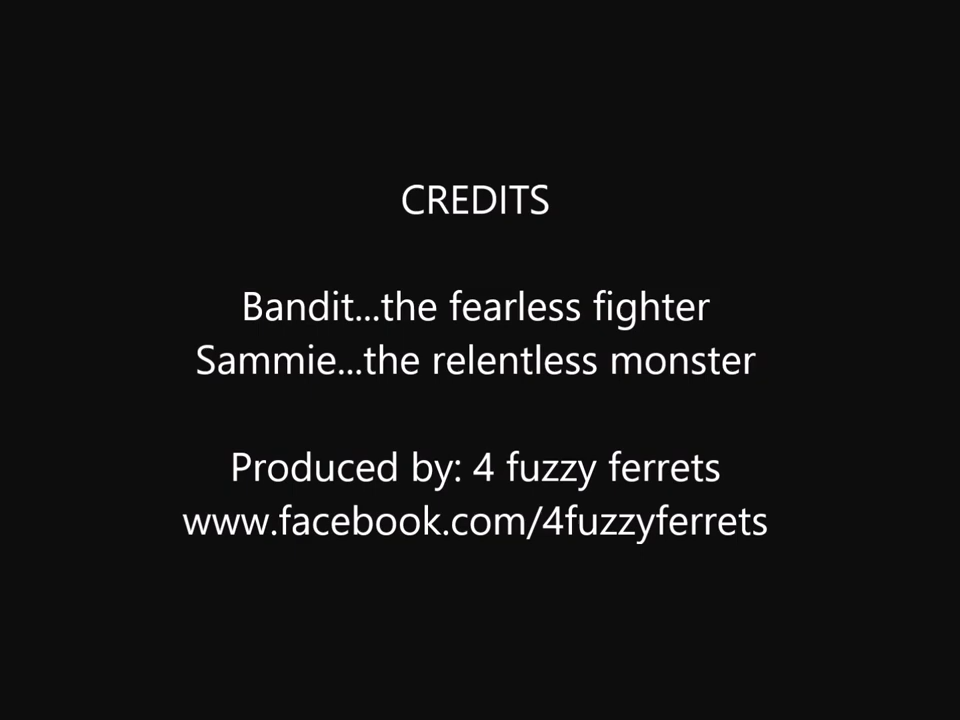 CREDITS
Bandit...the fearless fighter
Sammie...the relentless monster
Produced by: 4 fuzzy ferrets
www.facebook.com/4fuzzyferrets